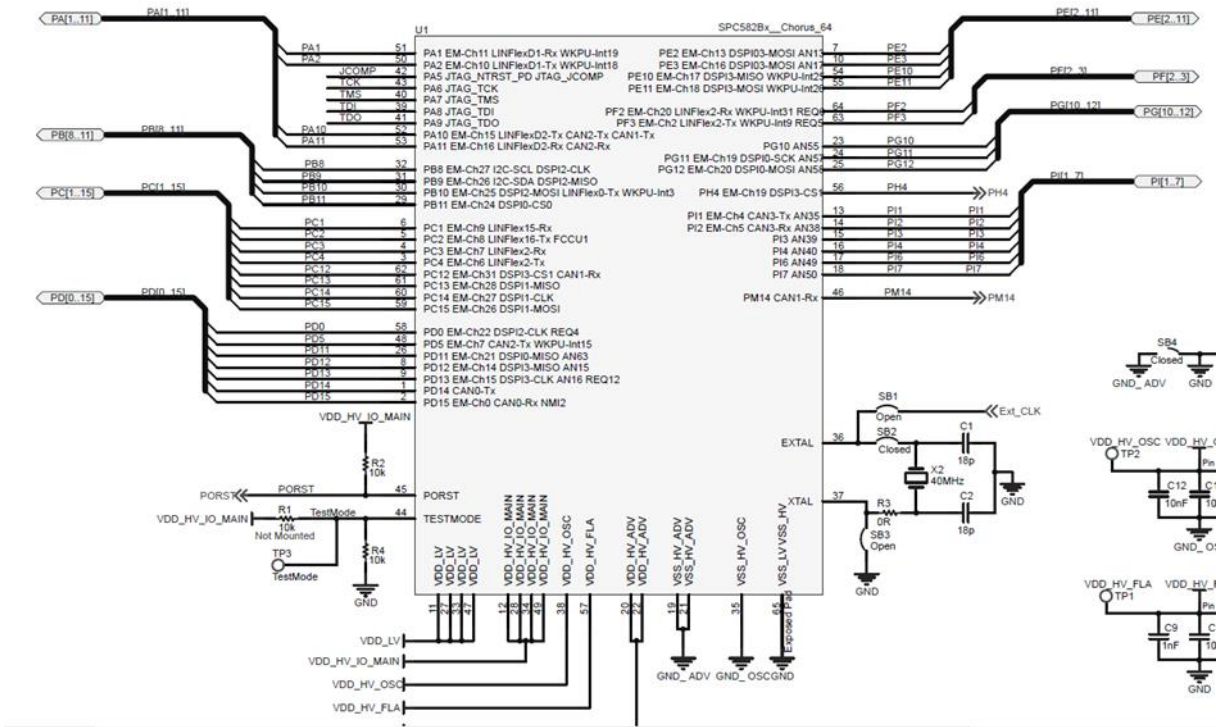 PA[1..11]
PA[1..11]
PB[8..11]
PB[8..11]
PC[1..15]
PC[1..15]
PD[0..15]
PD[0..15]
U1
SPC582Bx__Chorus_64
PA1 51 PA1 EM-Ch11 LINFlexD1-Rx WKPU-Int19
PA2 50 PA2 EM-Ch10 LINFlexD1-Tx WKPU-Int18
JCOMP 42 PA5 JTAG_NTRST_PD JTAG_JCOMP
TCK 43 PA6 JTAG_TCK
TMS 40 PA7 JTAG_TMS
TDI 39 PA8 JTAG_TDI
TDO 41 PA9 JTAG_TDO
PA10 52 PA10 EM-Ch15 LINFlexD2-Tx CAN2-Tx CAN1-Tx
PA11 53 PA11 EM-Ch16 LINFlexD2-Rx CAN2-Rx
PB8 32 PB8 EM-Ch27 I2C-SCL DSPI2-CLK
PB9 31 PB9 EM-Ch26 I2C-SDA DSPI2-MISO
PB10 30 PB10 EM-Ch25 DSPI2-MOSI LINFlex0-Tx WKPU-Int3
PB11 29 PB11 EM-Ch24 DSPI0-CS0
PC1 6 PC1 EM-Ch9 LINFlex15-Rx
PC2 5 PC2 EM-Ch8 LINFlex16-Tx FCCU1
PC3 4 PC3 EM-Ch7 LINFlex2-Rx
PC4 3 PC4 EM-Ch6 LINFlex2-Tx
PC12 62 PC12 EM-Ch31 DSPI3-CS1 CAN1-Rx
PC13 61 PC13 EM-Ch28 DSPI1-MISO
PC14 60 PC14 EM-Ch27 DSPI1-CLK
PC15 59 PC15 EM-Ch26 DSPI1-MOSI
PD0 58 PD0 EM-Ch22 DSPI2-CLK REQ4
PD5 48 PD5 EM-Ch7 CAN2-Tx WKPU-Int15
PD11 26 PD11 EM-Ch21 DSPI0-MISO AN63
PD12 8 PD12 EM-Ch14 DSPI3-MISO AN15
PD13 9 PD13 EM-Ch15 DSPI3-CLK AN16 REQ12
PD14 1 PD14 CAN0-Tx
PD15 2 PD15 EM-Ch0 CAN0-Rx NMI2
PE2 EM-Ch13 DSPI03-MOSI AN13 7 PE2
PE3 EM-Ch16 DSPI03-MOSI AN17 10 PE3
PE10 EM-Ch17 DSPI3-MISO WKPU-Int25 54 PE10
PE11 EM-Ch18 DSPI3-MOSI WKPU-Int26 55 PE11
PE[2..11]
PE[2..11]
PF2 EM-Ch20 LINFlex2-Rx WKPU-Int31 REQ6 64 PF2
PF3 EM-Ch2 LINFlex2-Tx WKPU-Int9 REQ5 63 PF3
PF[2..3]
PF[2..3]
PG10 AN55 23 PG10
PG11 EM-Ch19 DSPI0-SCK AN57 24 PG11
PG12 EM-Ch20 DSPI0-MOSI AN58 25 PG12
PG[10..12]
PG[10..12]
PH4 EM-Ch19 DSPI3-CS1 56 PH4 PH4
PI1 EM-Ch4 CAN3-Tx AN35 13 PI1 PI1
PI2 EM-Ch5 CAN3-Rx AN38 14 PI2 PI2
PI3 AN39 15 PI3 PI3
PI4 AN40 16 PI4 PI4
PI6 AN49 17 PI6 PI6
PI7 AN50 18 PI7 PI7
PI[1..7]
PI[1..7]
PM14 CAN1-Rx 46 PM14 PM14
VDD_HV_IO_MAIN
R2
10k
PORST PORST 45 PORST
VDD_HV_IO_MAIN R1 TestMode 44 TESTMODE
10k
Not Mounted
R4
10k
TP3
TestMode
GND
EXTAL 36
XTAL 37
SB1
Open
Ext_CLK
SB2
Closed
C1
18p
X2
40MHz
GND
R3
0R
C2
18p
SB3
Open
GND
VDD_LV VDD_LV VDD_LV VDD_LV
VDD_HV_IO_MAIN VDD_HV_IO_MAIN VDD_HV_IO_MAIN VDD_HV_IO_MAIN
VDD_HV_OSC
VDD_HV_FLA
VDD_HV_ADV VDD_HV_ADV
VSS_HV_ADV VSS_HV_ADV
VSS_HV_OSC
VSS_LV VSS_HV
11 27 33 47 12 28 34 49 38 57 20 22 19 21 35 65
Exposed Pad
VDD_LV
VDD_HV_IO_MAIN
VDD_HV_OSC
VDD_HV_FLA
GND_ADV GND_OSC GND
SB4
Closed
GND_ADV GND
VDD_HV_OSC
TP2
Pin
C12
10nF
GND_OS
VDD_HV_FLA
TP1
Pin
C9
1nF
GND